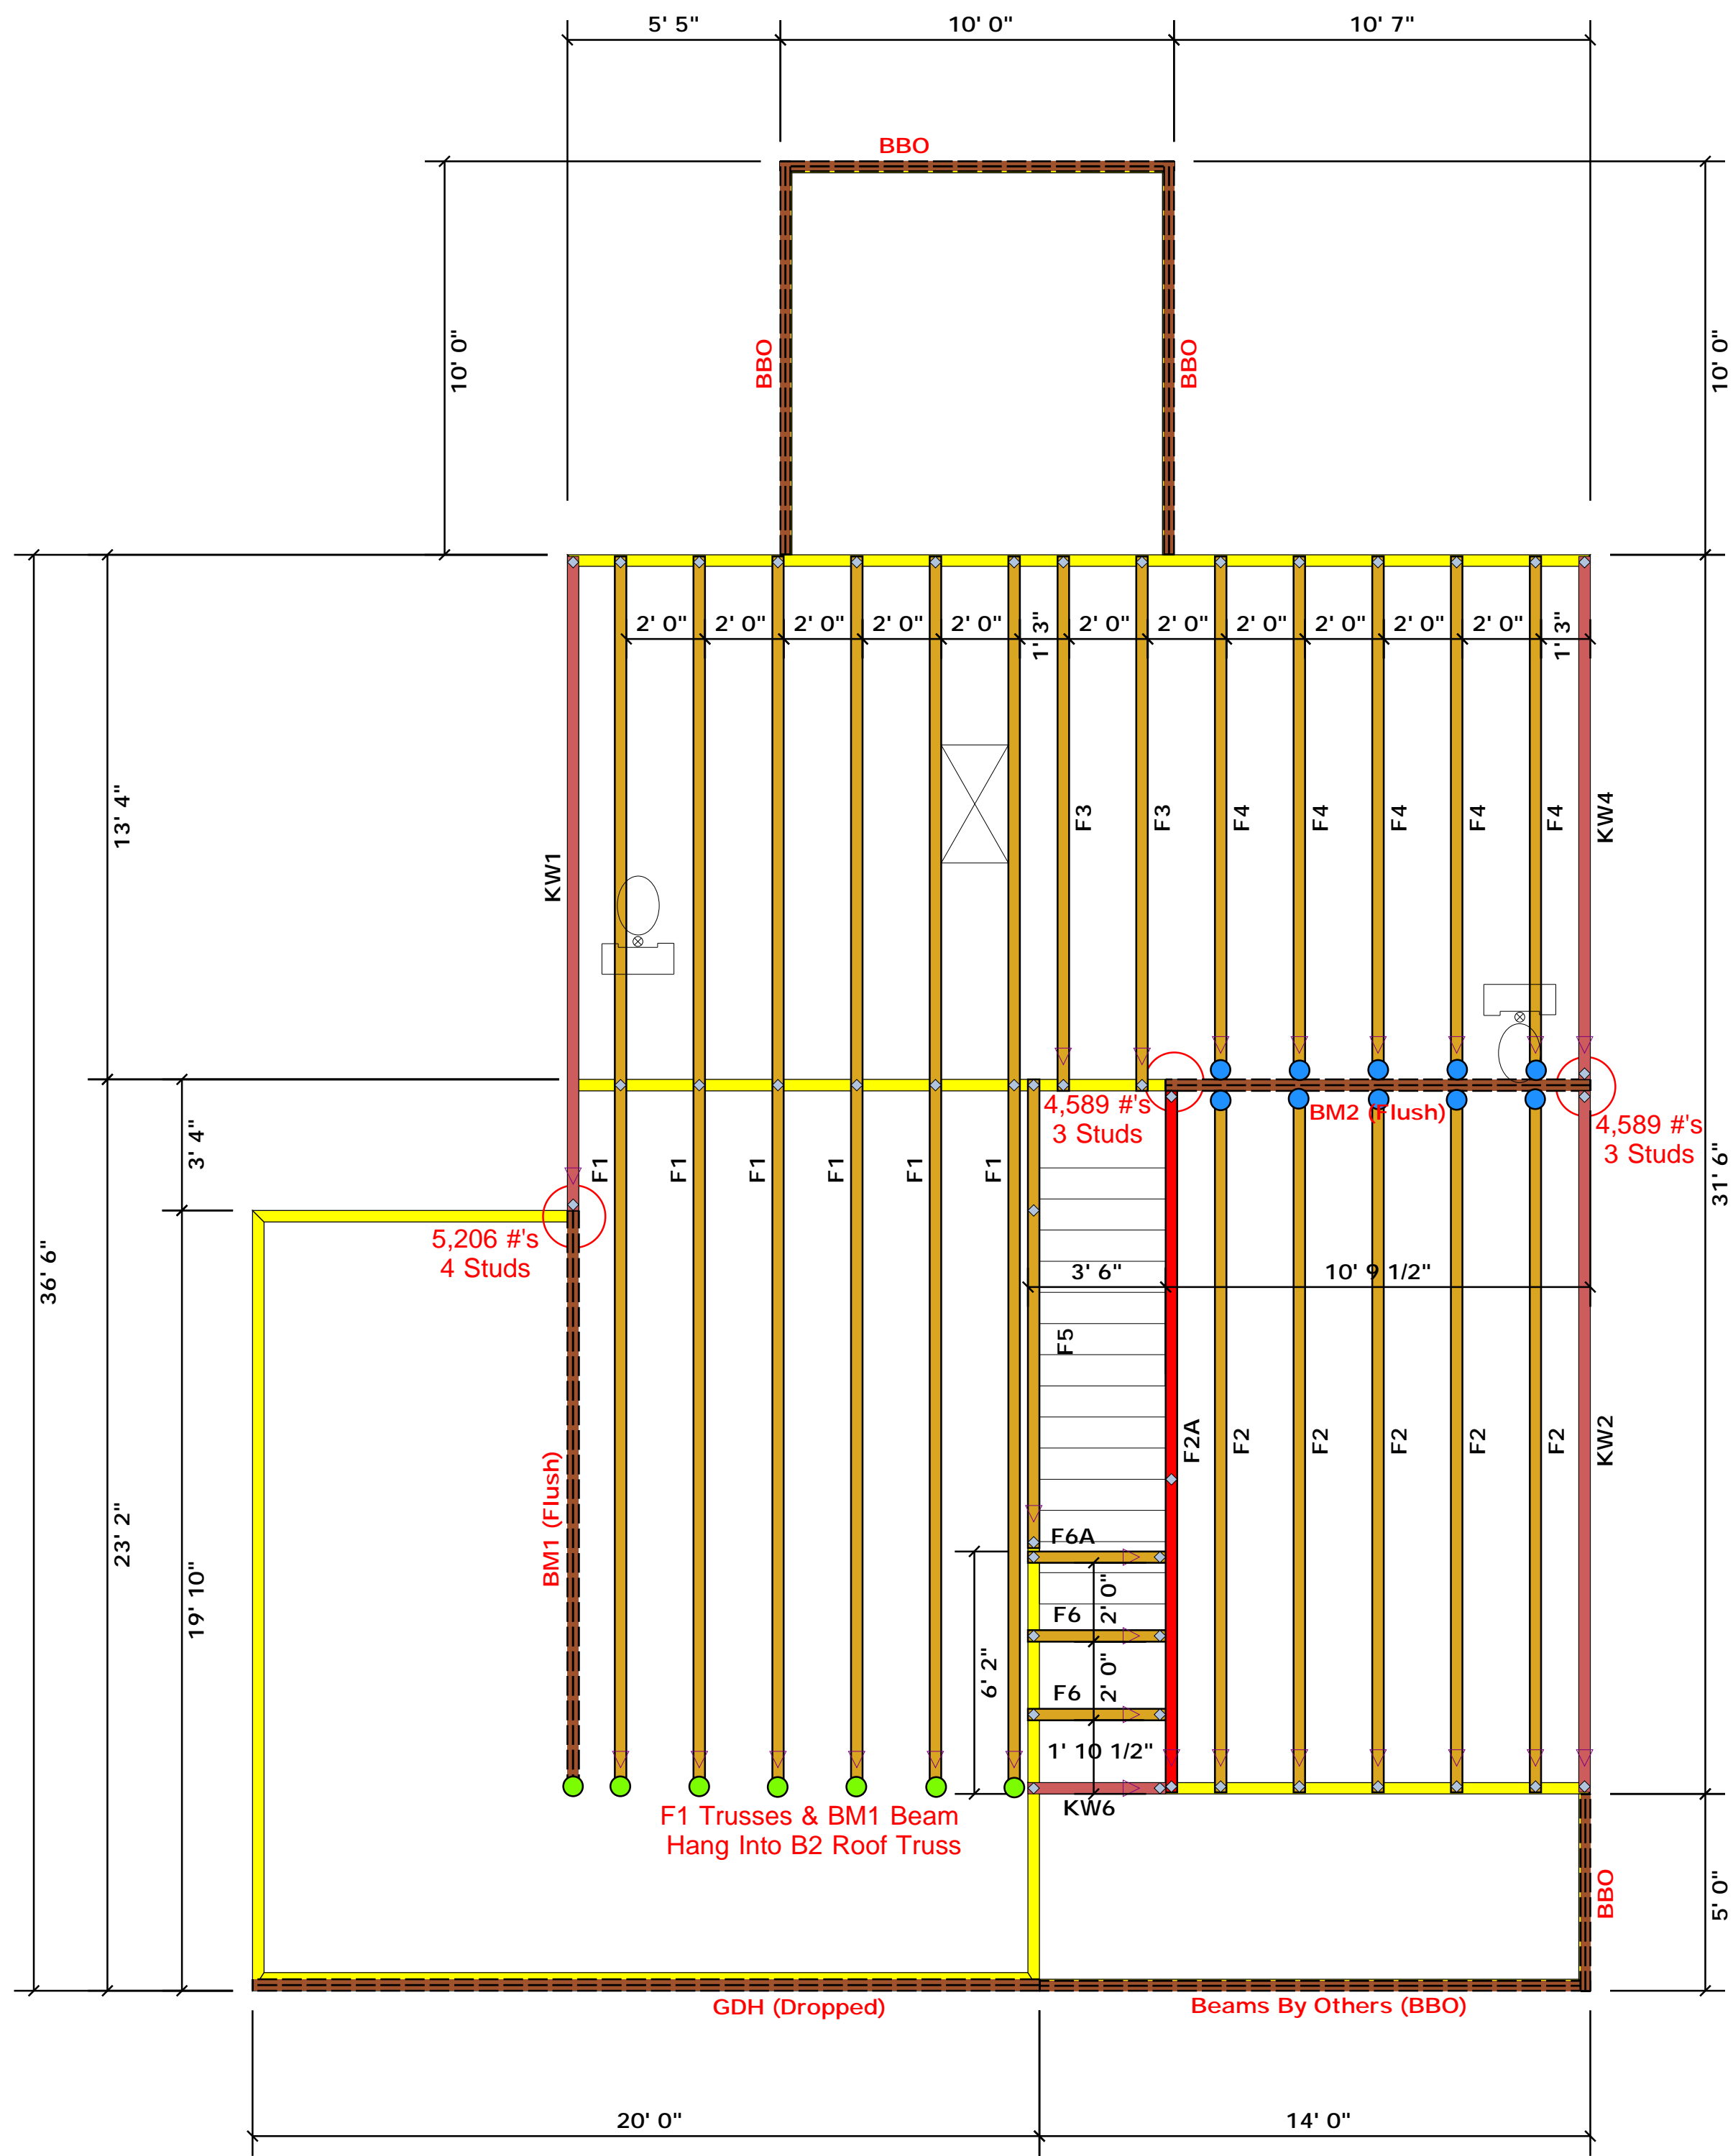 5' 5" 10' 0" 10' 7"
BBO
10' 0"
BBO
BBO
10' 0"
2' 0" 2' 0" 2' 0" 2' 0" 2' 0" 1' 3" 2' 0" 2' 0" 2' 0" 2' 0" 2' 0" 2' 0" 1' 3"
13' 4"
KW1
F3
F3
F4
F4
F4
F4
F4
KW4
4,589 #'s
3 Studs
BM2 (Flush)
4,589 #'s
3 Studs
3' 4"
F1
F1
F1
F1
F1
F1
31' 6"
5,206 #'s
4 Studs
36' 6"
3' 6" 10' 9 1/2"
F5
F2A
F2
F2
F2
F2
F2
KW2
23' 2"
19' 10"
BM1 (Flush)
F6A
2' 0"
F6
6' 2"
2' 0"
F6
1' 10 1/2"
KW6
F1 Trusses & BM1 Beam
Hang Into B2 Roof Truss
BBO
5' 0"
GDH (Dropped)
Beams By Others (BBO)
20' 0" 14' 0"